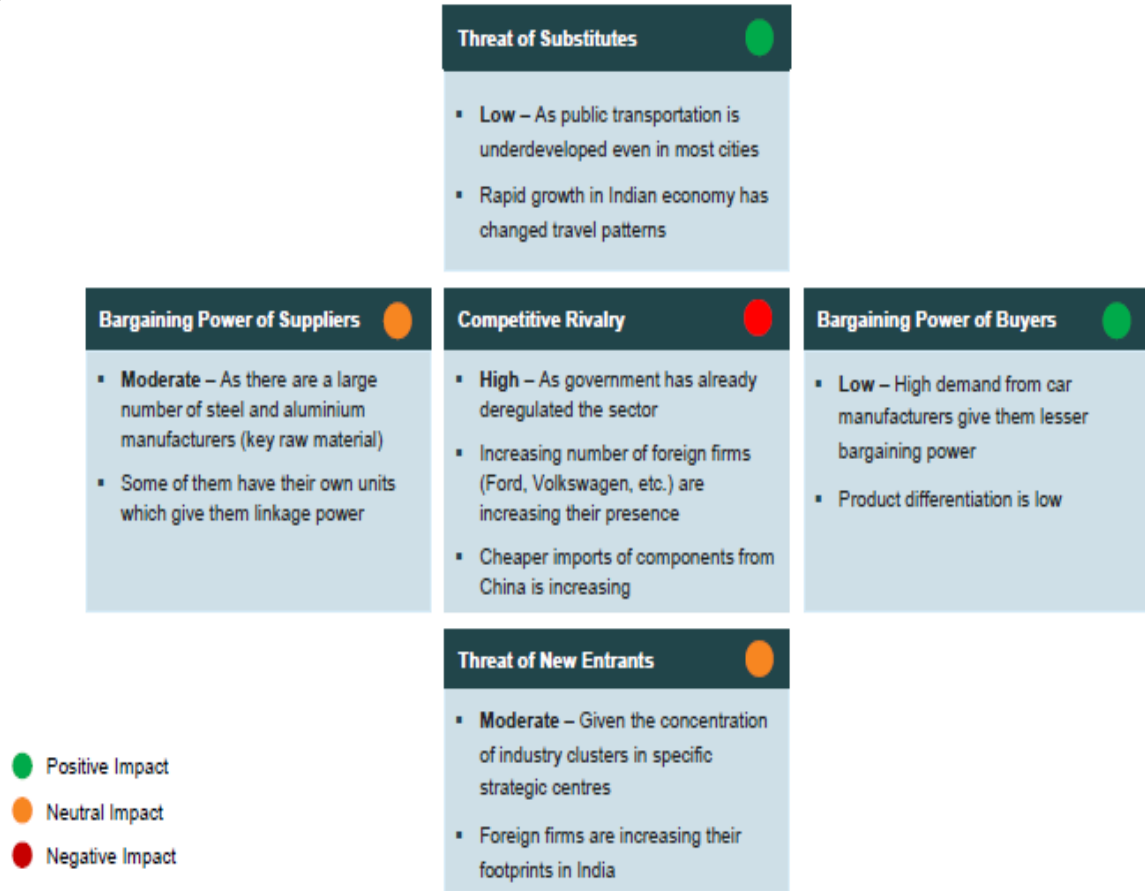 Threat of Substitutes
▪ Low – As public transportation is
underdeveloped even in most cities
▪ Rapid growth in Indian economy has
changed travel patterns
Bargaining Power of Suppliers
▪ Moderate – As there are a large
number of steel and aluminium
manufacturers (key raw material)
▪ Some of them have their own units
which give them linkage power
Competitive Rivalry
▪ High – As government has already
deregulated the sector
▪ Increasing number of foreign firms
(Ford, Volkswagen, etc.) are
increasing their presence
▪ Cheaper imports of components from
China is increasing
Bargaining Power of Buyers
▪ Low – High demand from car
manufacturers give them lesser
bargaining power
▪ Product differentiation is low
Threat of New Entrants
▪ Moderate – Given the concentration
of industry clusters in specific
strategic centres
▪ Foreign firms are increasing their
footprints in India
Positive Impact
Neutral Impact
Negative Impact